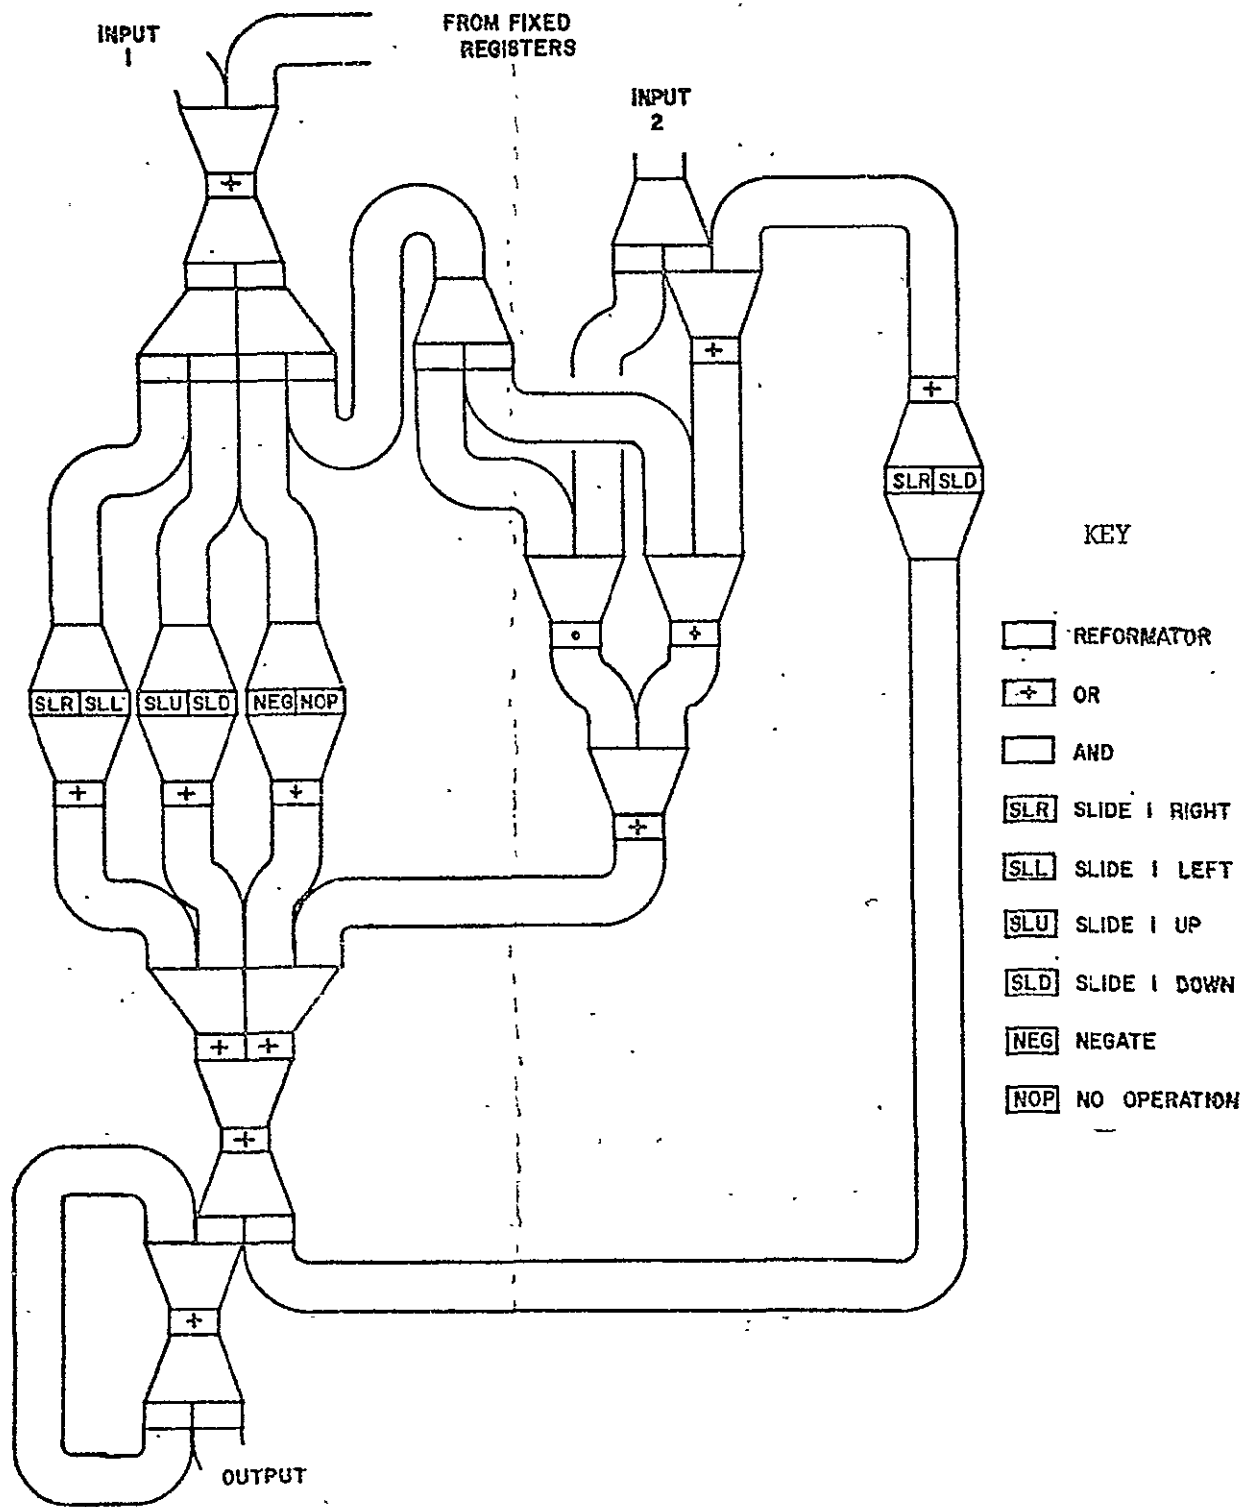 INPUT
1
FROM FIXED
REGISTERS
INPUT
2
+
+
+
SLR SLD
KEY
REFORMATOR
+ OR
AND
SLR SLIDE 1 RIGHT
SLL SLIDE 1 LEFT
SLU SLIDE 1 UP
SLD SLIDE 1 DOWN
NEG NEGATE
NOP NO OPERATION
• +
SLR SLL SLU SLD NEG NOP
+ + +
+
+ +
+
+
OUTPUT